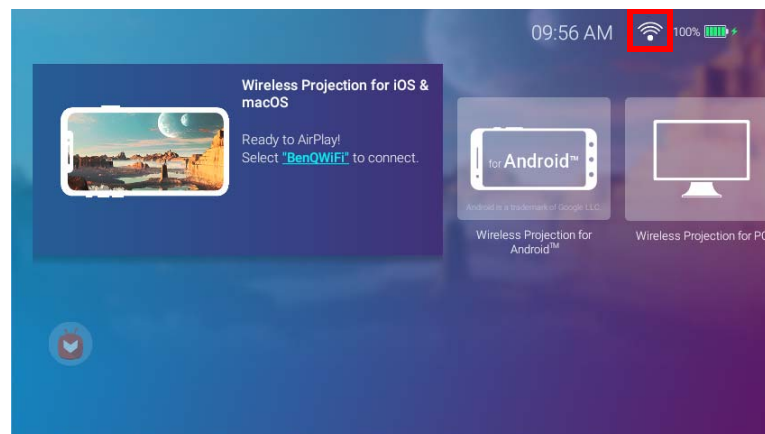 09:56 AM
100%
Wireless Projection for iOS &
macOS
Ready to AirPlay!
Select "BenQWiFi" to connect.
for Android™
Android is a trademark of Google LLC.
Wireless Projection for
Android™
Wireless Projection for PC